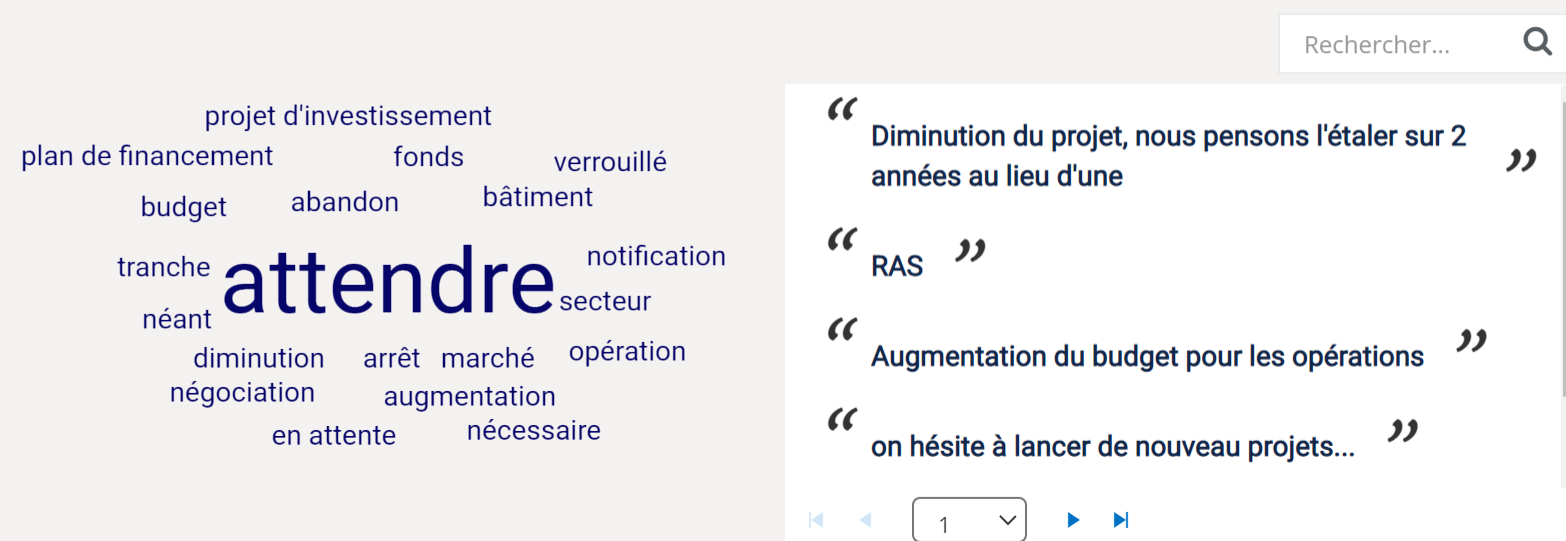 Rechercher...
projet d'investissement
plan de financement
fonds
verrouillé
budget
abandon
bâtiment
tranche
attendre
notification
secteur
néant
diminution
arrêt
marché
opération
négociation
augmentation
en attente
nécessaire
“ Diminution du projet, nous pensons l'étaler sur 2
années au lieu d'une ”
“ RAS ”
“ Augmentation du budget pour les opérations ”
“ on hésite à lancer de nouveau projets... ”
1